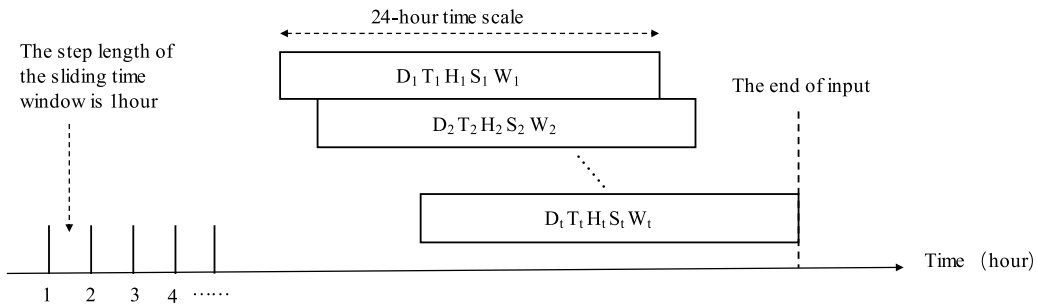 24-hour time scale
The step length of
the sliding time
window is 1hour
D₁ T₁ H₁ S₁ W₁
The end of input
D₂ T₂ H₂ S₂ W₂
Dₜ Tₜ Hₜ Sₜ Wₜ
Time （hour）
1 2 3 4 ……